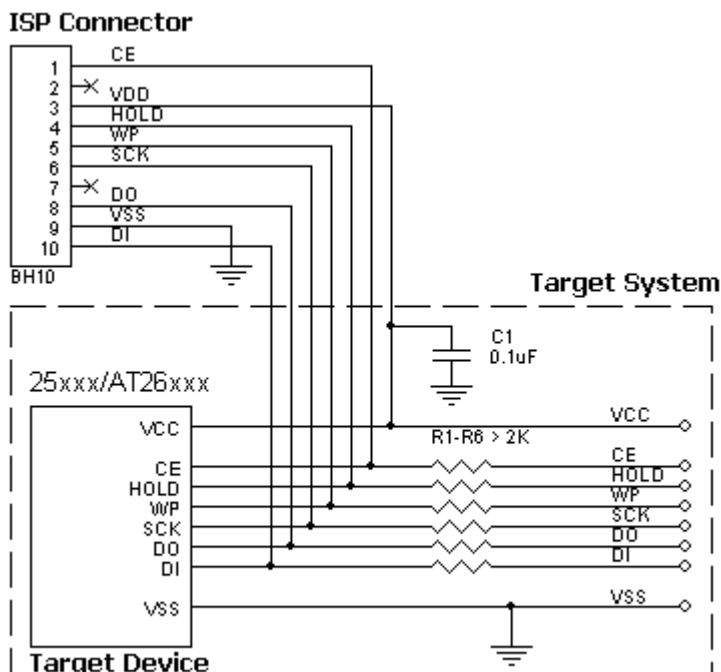 ISP Connector
1 CE
2
3 VDD
4 HOLD
5 WP
6 SCK
7
8 DO
9 VSS
10 DI
BH10
Target System
C1
0.1uF
25xxx/AT26xxx
VCC VCC
R1-R6 > 2K
CE CE
HOLD HOLD
WP WP
SCK SCK
DO DO
DI DI
VSS VSS
Target Device